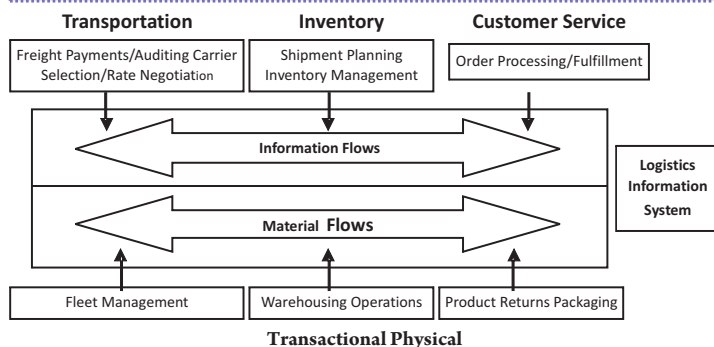 Transportation
Inventory
Customer Service
Freight Payments/Auditing Carrier
Selection/Rate Negotiation
Shipment Planning
Inventory Management
Order Processing/Fulfillment
Information Flows
Logistics
Information
System
Material Flows
Fleet Management
Warehousing Operations
Product Returns Packaging
Transactional Physical